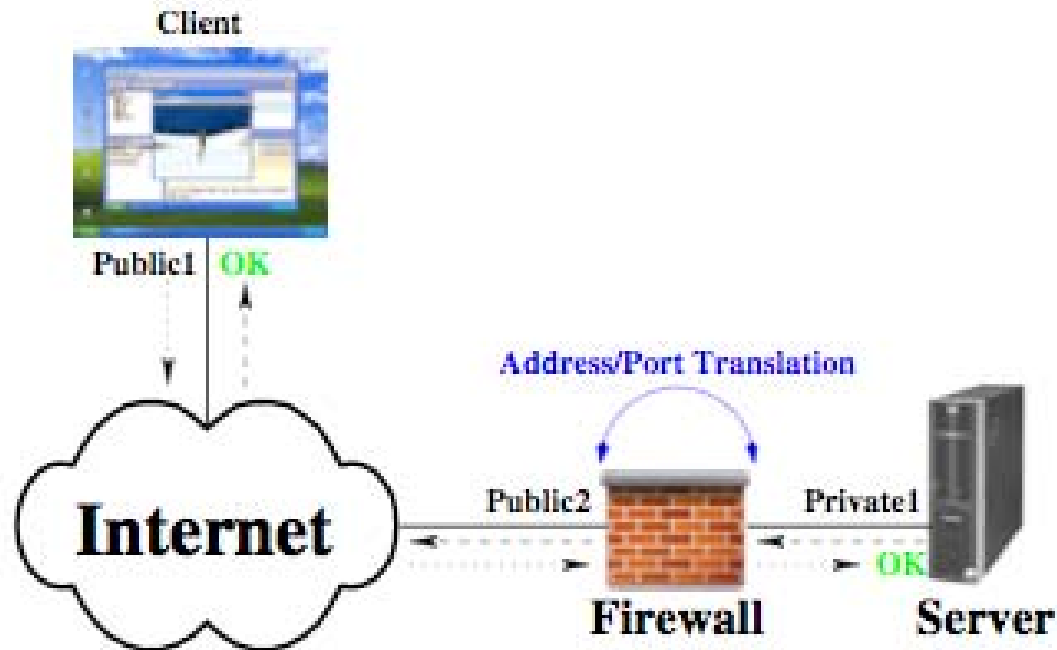 Client
Public1 OK
Address/Port Translation
Public2
Private1
Internet
OK
Firewall
Server